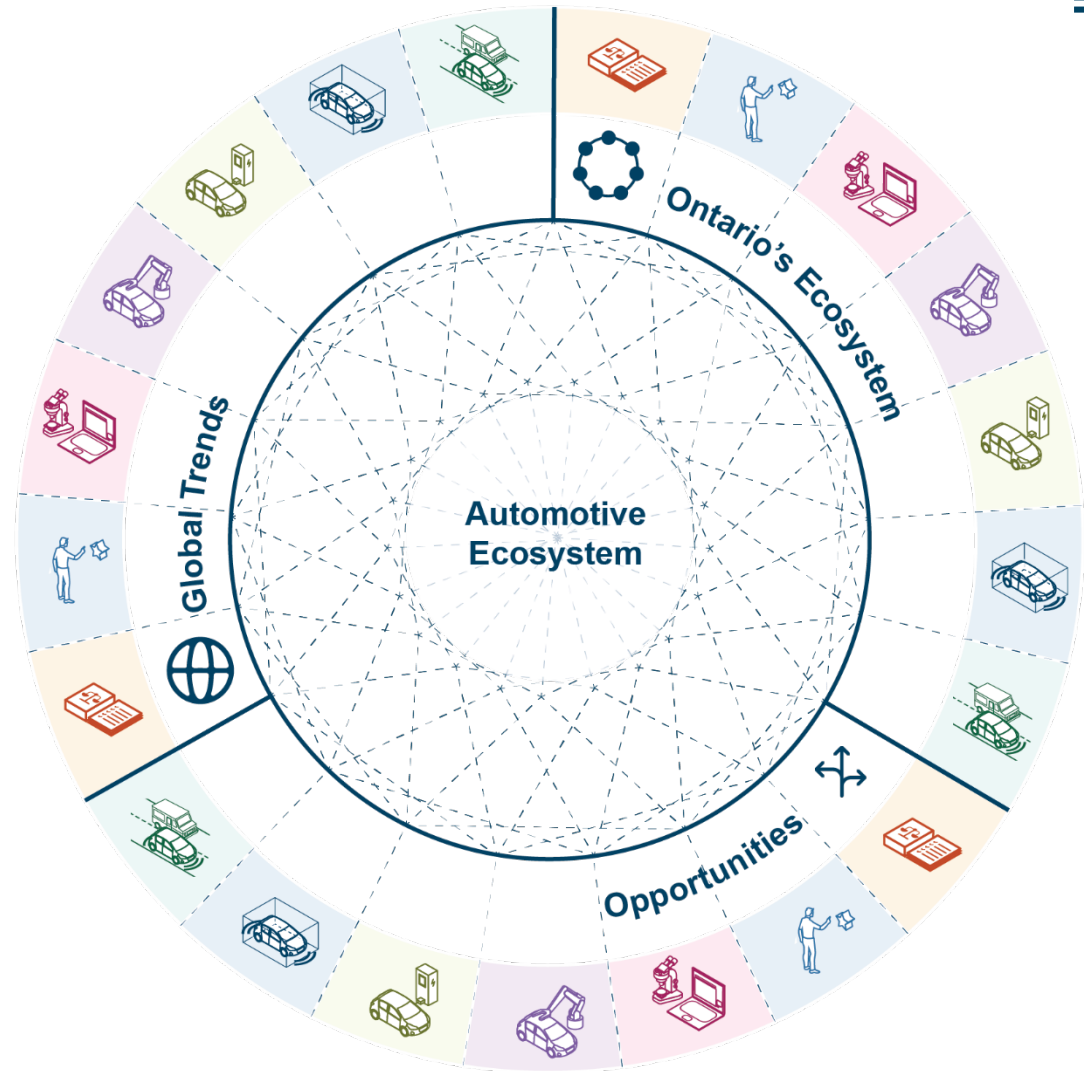 Ontario's Ecosystem
Global Trends
Automotive
Ecosystem
Opportunities